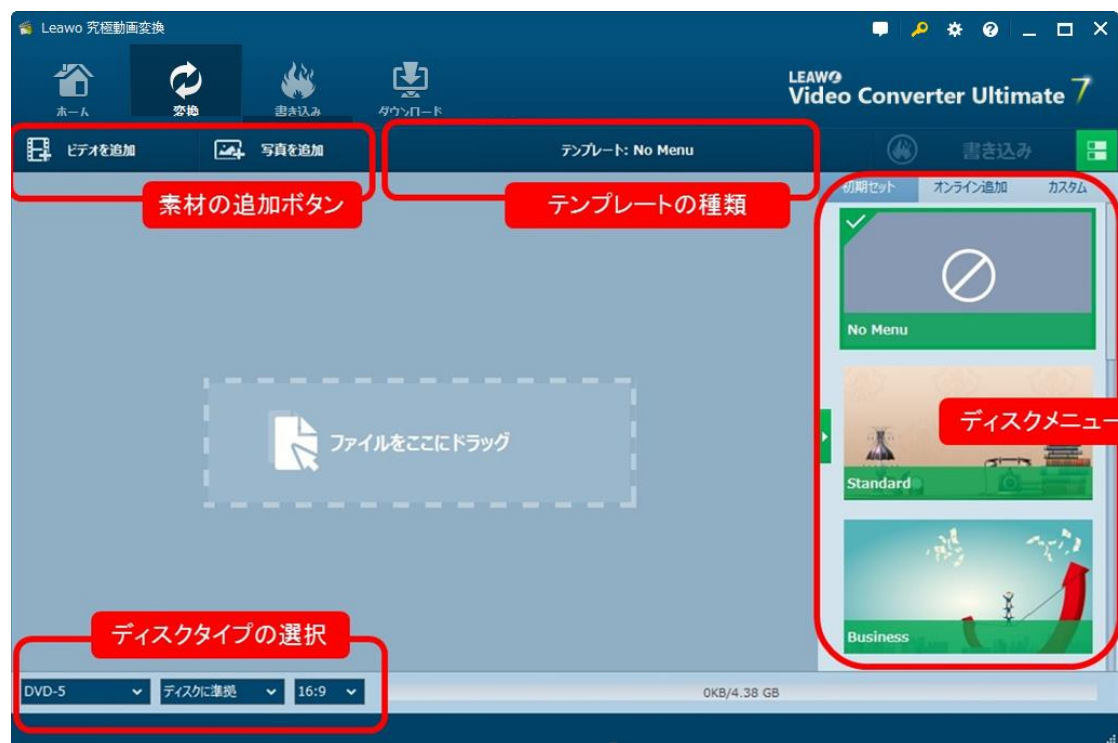 Leawo 究極動画変換
ホーム
変換
書き込み
ダウンロード
LEAWO
Video Converter Ultimate 7
ビデオを追加
写真を追加
テンプレート: No Menu
書き込み
素材の追加ボタン
テンプレートの種類
初期セット
オンライン追加
カスタム
No Menu
ディスクメニュー
Standard
ファイルをここにドラッグ
Business
ディスクタイプの選択
DVD-5
ディスクに準拠
16:9
0KB/4.38 GB